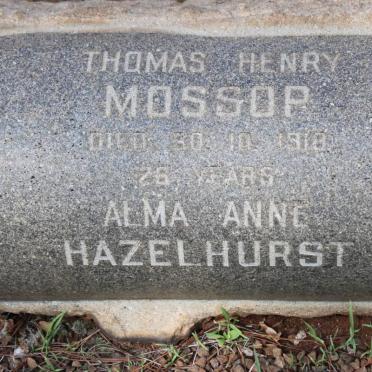 THOMAS HENRY
MOSSOP
DIED 30.10.1918
26 YEARS
ALMA ANNE
HAZELHURST